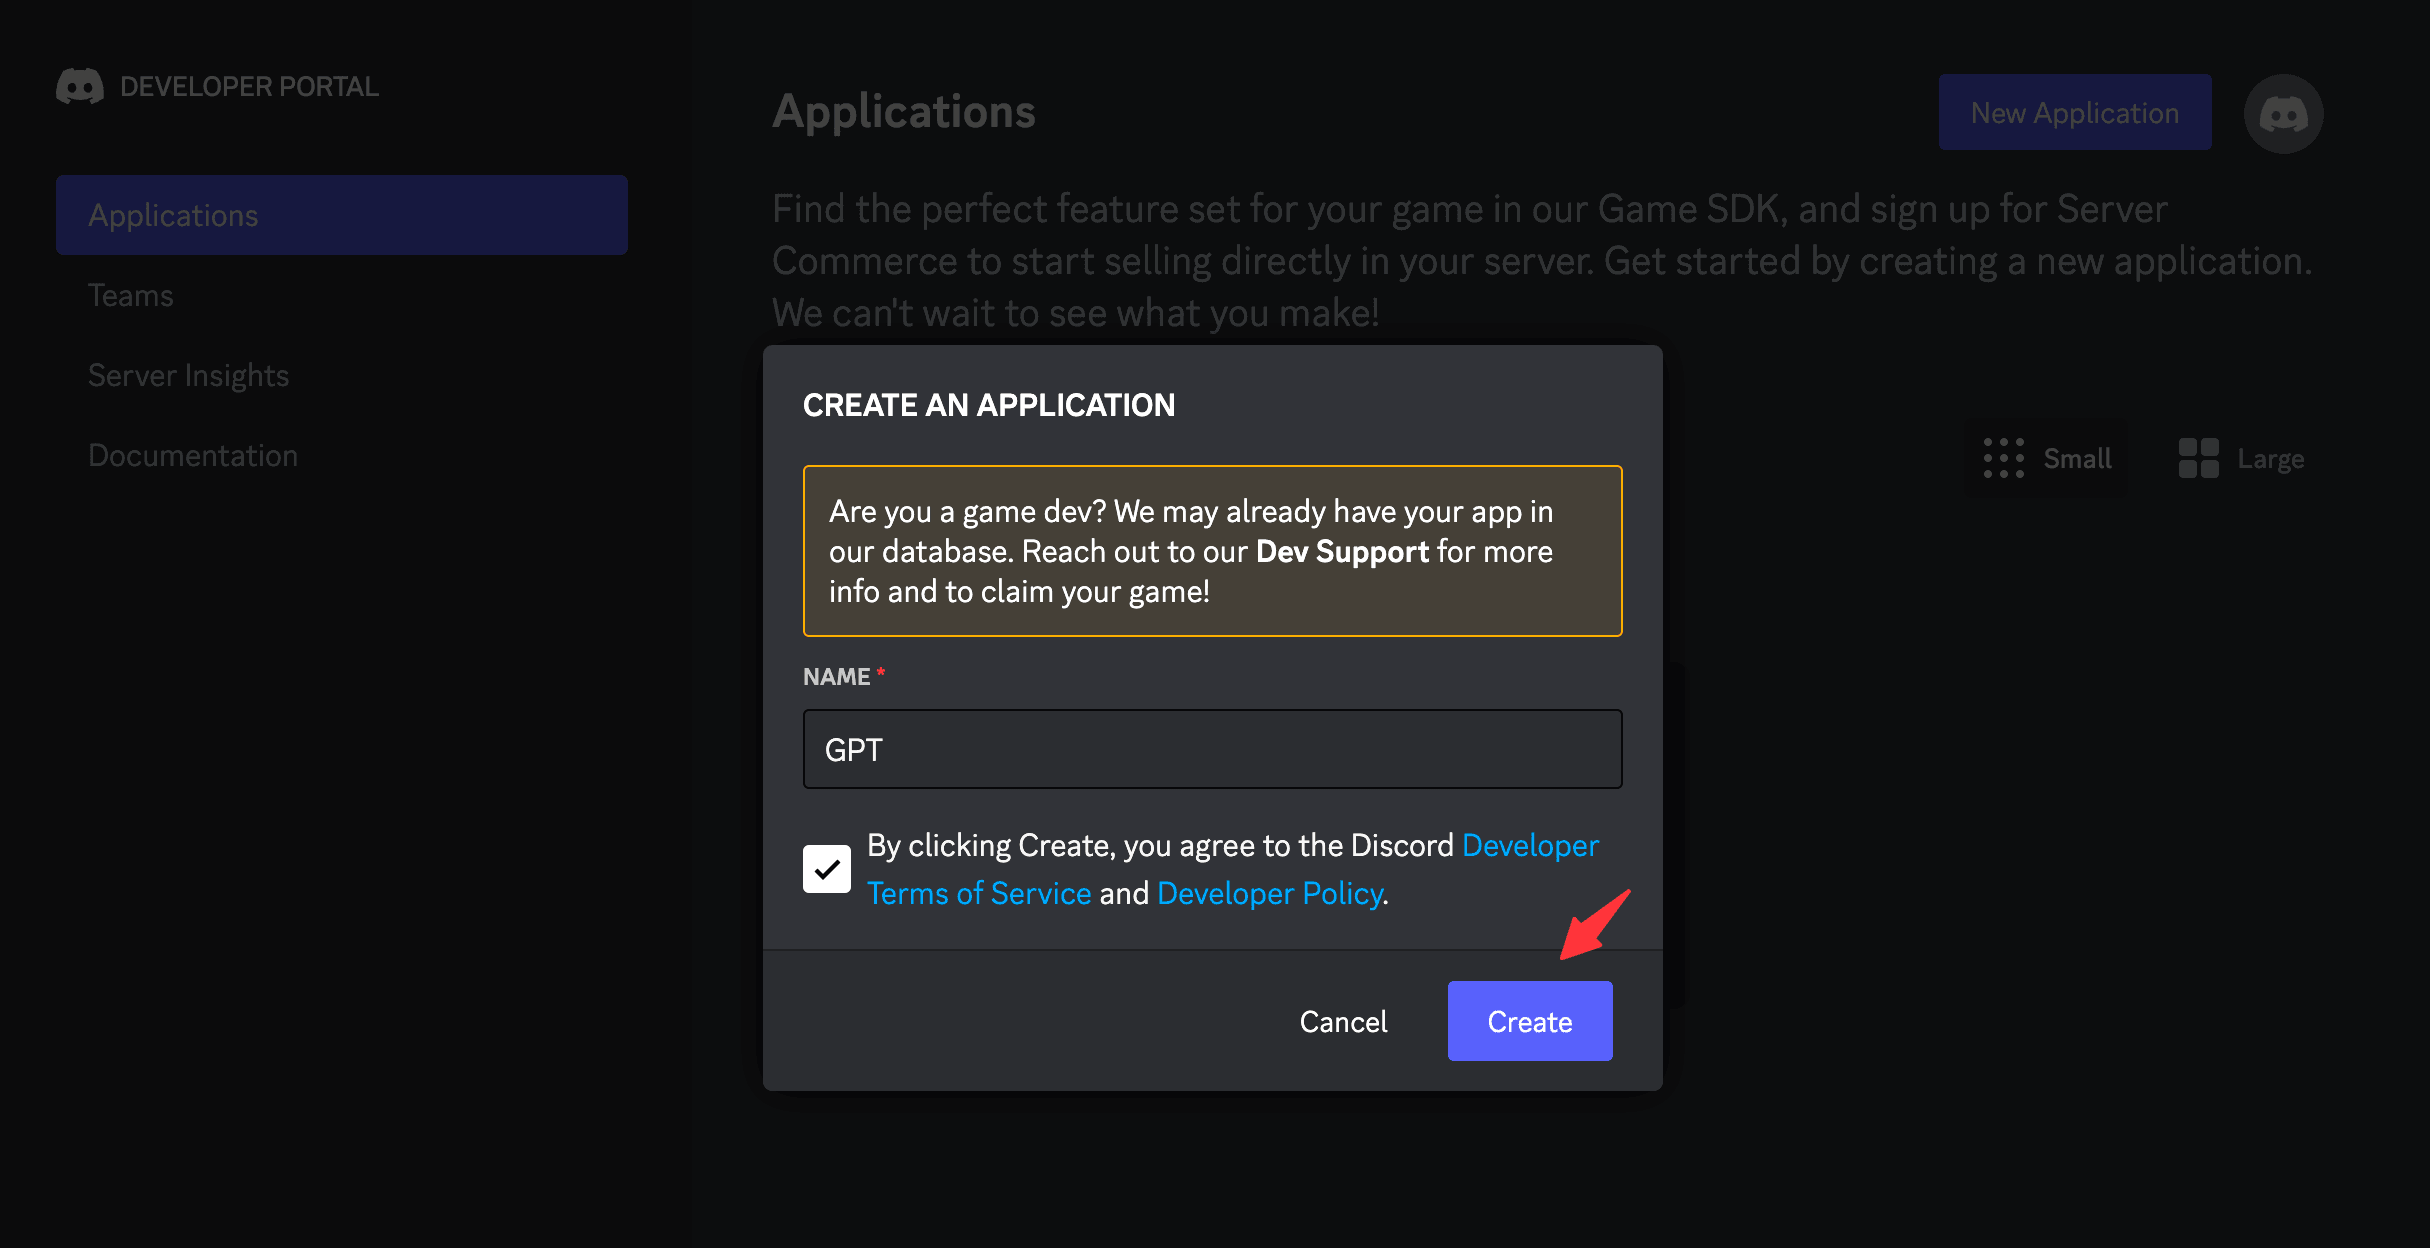 DEVELOPER PORTAL
Applications
Teams
Server Insights
Documentation
Applications
New Application
Find the perfect feature set for your game in our Game SDK, and sign up for Server
Commerce to start selling directly in your server. Get started by creating a new application.
We can't wait to see what you make!
Small
Large
CREATE AN APPLICATION
Are you a game dev? We may already have your app in
our database. Reach out to our Dev Support for more
info and to claim your game!
NAME *
GPT
By clicking Create, you agree to the Discord Developer
Terms of Service and Developer Policy.
Cancel
Create